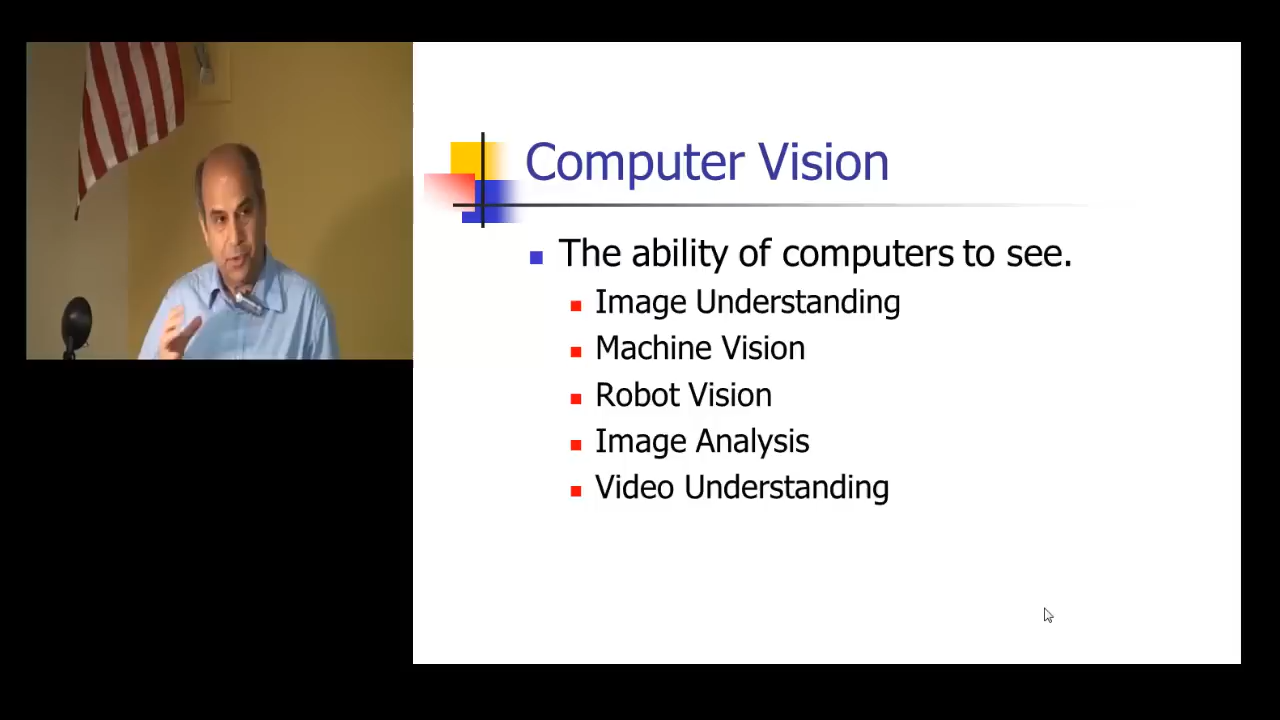 Computer Vision
The ability of computers to see.
Image Understanding
Machine Vision
Robot Vision
Image Analysis
Video Understanding